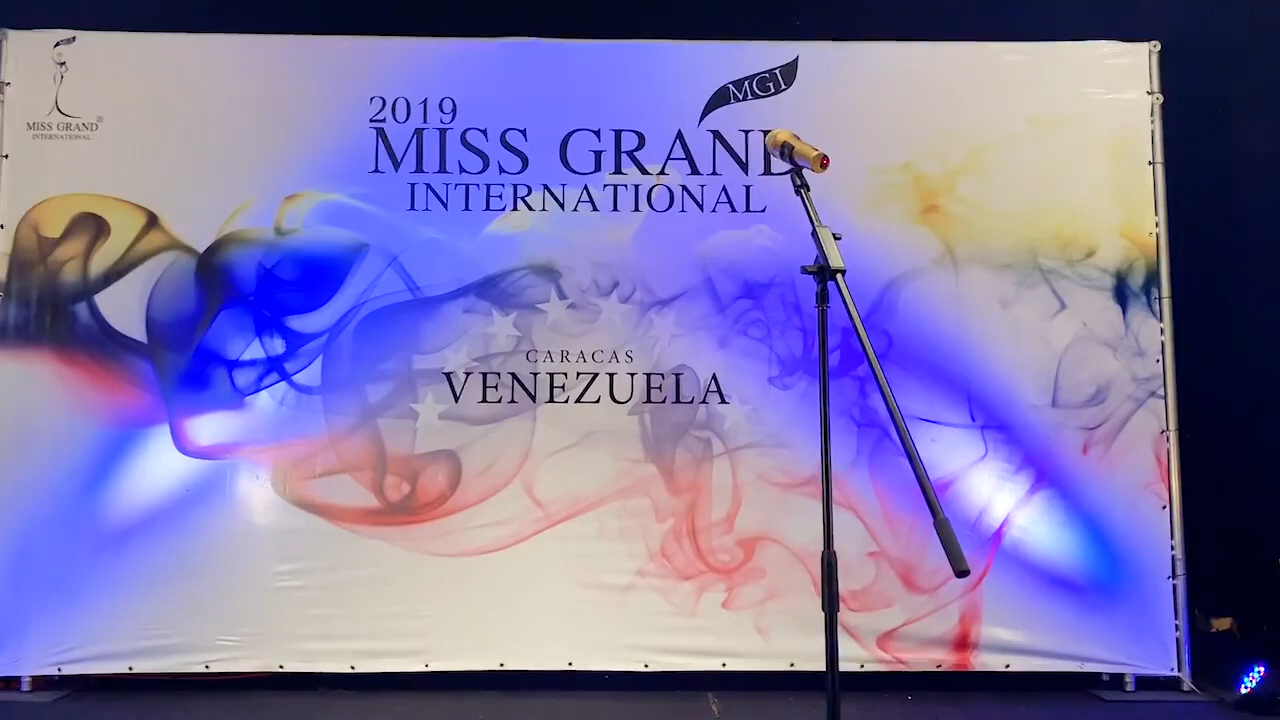 MISS GRAND®
INTERNATIONAL
2019
MGI
MISS GRAND
INTERNATIONAL
CARACAS
VENEZUELA